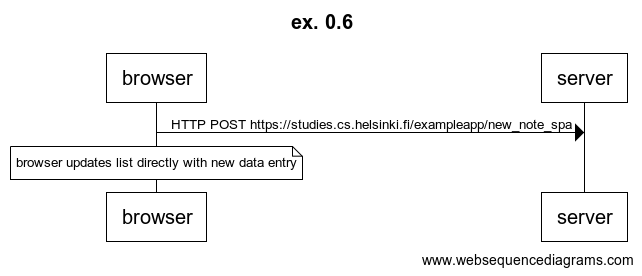 ex. 0.6
browser
server
HTTP POST https://studies.cs.helsinki.fi/exampleapp/new_note_spa
browser updates list directly with new data entry
browser
server
www.websequencediagrams.com